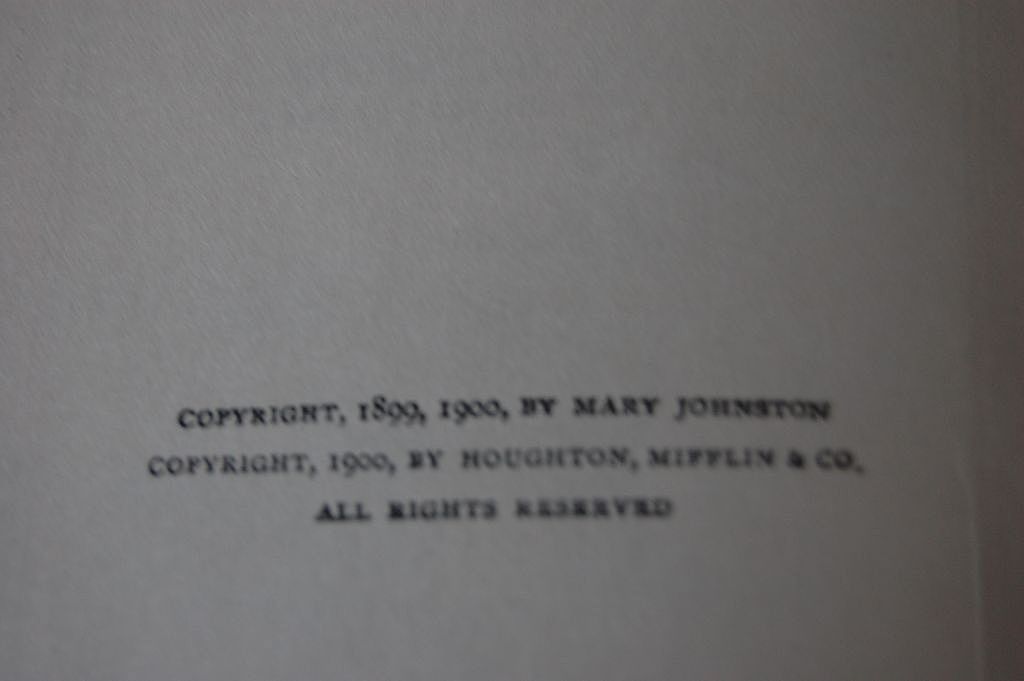 COPYRIGHT, 1899, 1900, BY MARY JOHNSTON
COPYRIGHT, 1900, BY HOUGHTON, MIFFLIN & CO.
ALL RIGHTS RESERVED